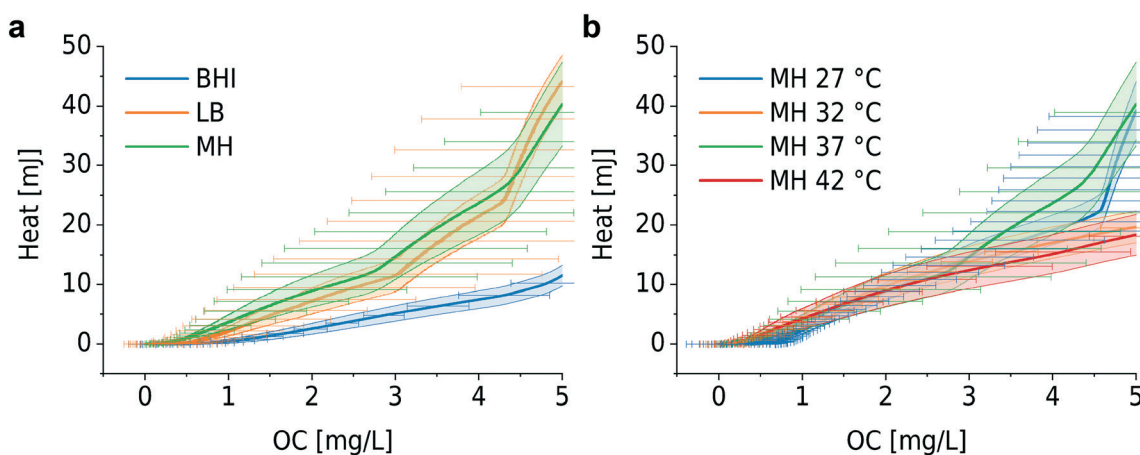 a
50
40
30
20
10
0
Heat [mJ]
BHI
LB
MH
0 1 2 3 4 5
OC [mg/L]
b
50
40
30
20
10
0
Heat [mJ]
MH 27 °C
MH 32 °C
MH 37 °C
MH 42 °C
0 1 2 3 4 5
OC [mg/L]